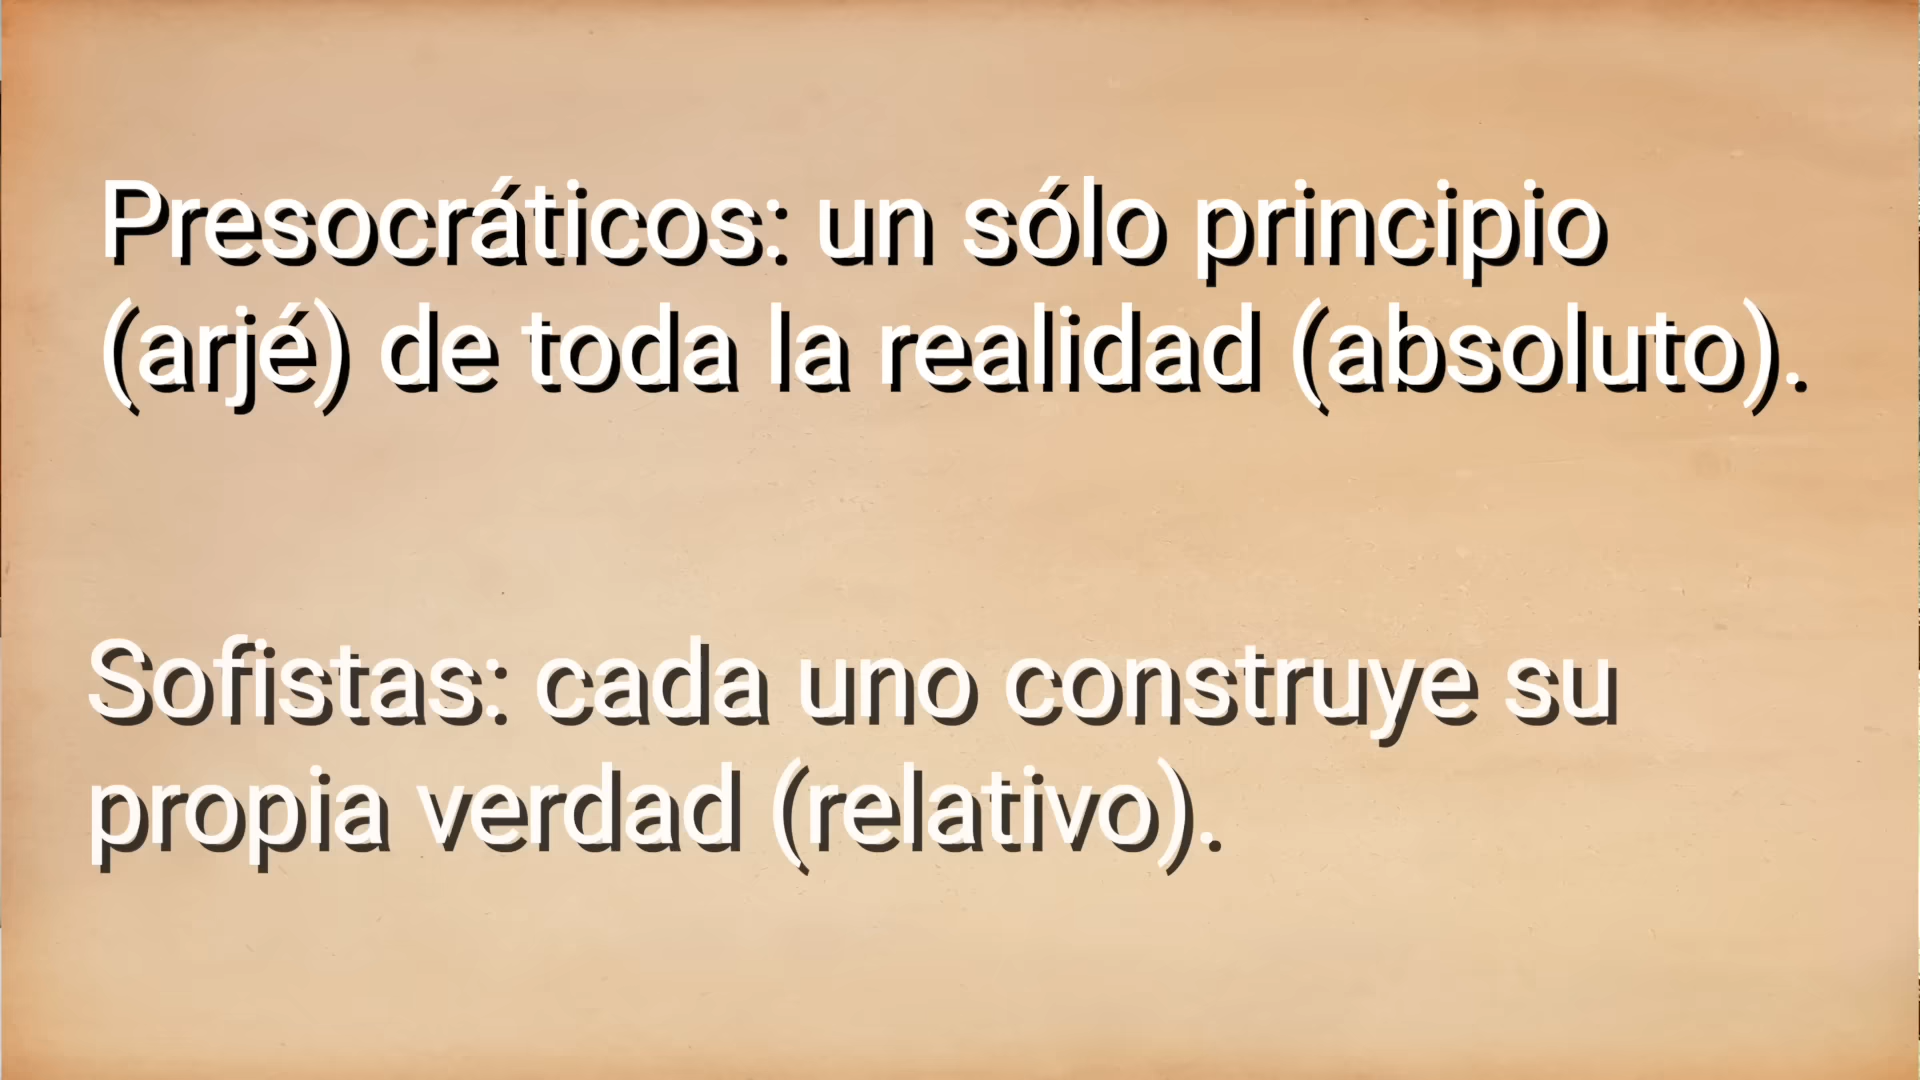 Presocráticos: un sólo principio
(arjé) de toda la realidad (absoluto).
Sofistas: cada uno construye su
propia verdad (relativo).